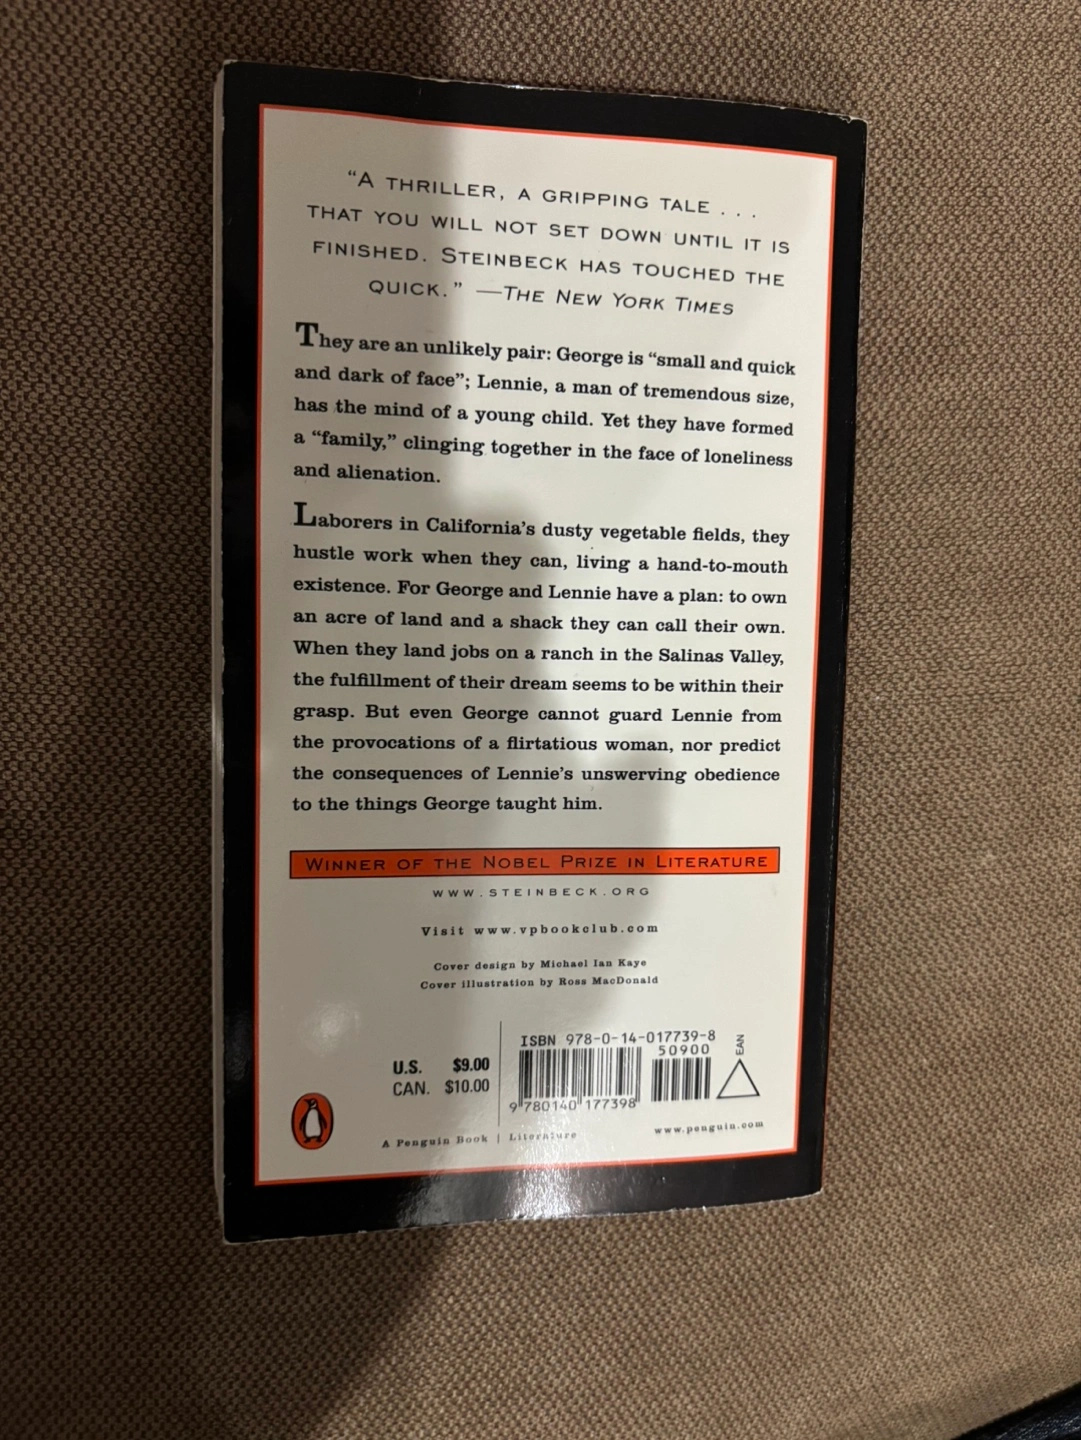 “A THRILLER, A GRIPPING TALE . . .
THAT YOU WILL NOT SET DOWN UNTIL IT IS
FINISHED. STEINBECK HAS TOUCHED THE
QUICK.” —THE NEW YORK TIMES
They are an unlikely pair: George is “small and quick
and dark of face”; Lennie, a man of tremendous size,
has the mind of a young child. Yet they have formed
a “family,” clinging together in the face of loneliness
and alienation.
Laborers in California’s dusty vegetable fields, they
hustle work when they can, living a hand-to-mouth
existence. For George and Lennie have a plan: to own
an acre of land and a shack they can call their own.
When they land jobs on a ranch in the Salinas Valley,
the fulfillment of their dream seems to be within their
grasp. But even George cannot guard Lennie from
the provocations of a flirtatious woman, nor predict
the consequences of Lennie’s unswerving obedience
to the things George taught him.
WINNER OF THE NOBEL PRIZE IN LITERATURE
WWW.STEINBECK.ORG
Visit www.vpbookclub.com
Cover design by Michael Ian Kaye
Cover illustration by Ross MacDonald
ISBN 978-0-14-017739-8
50900
EAN
U.S. $9.00
CAN. $10.00
9 780140 177398
A Penguin Book | Literature
www.penguin.com